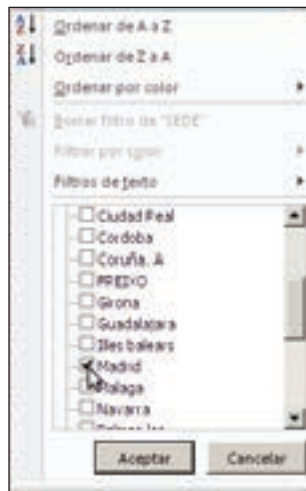 Ordenar de A a Z
Ordenar de Z a A
Ordenar por color
Borrar filtro de "SEDE"
Filtrar por color
Filtros de texto
Ciudad Real
Cordoba
Coruña, A
FREIXO
Girona
Guadalajara
Illes balears
Madrid
Malaga
Navarra
Aceptar
Cancelar